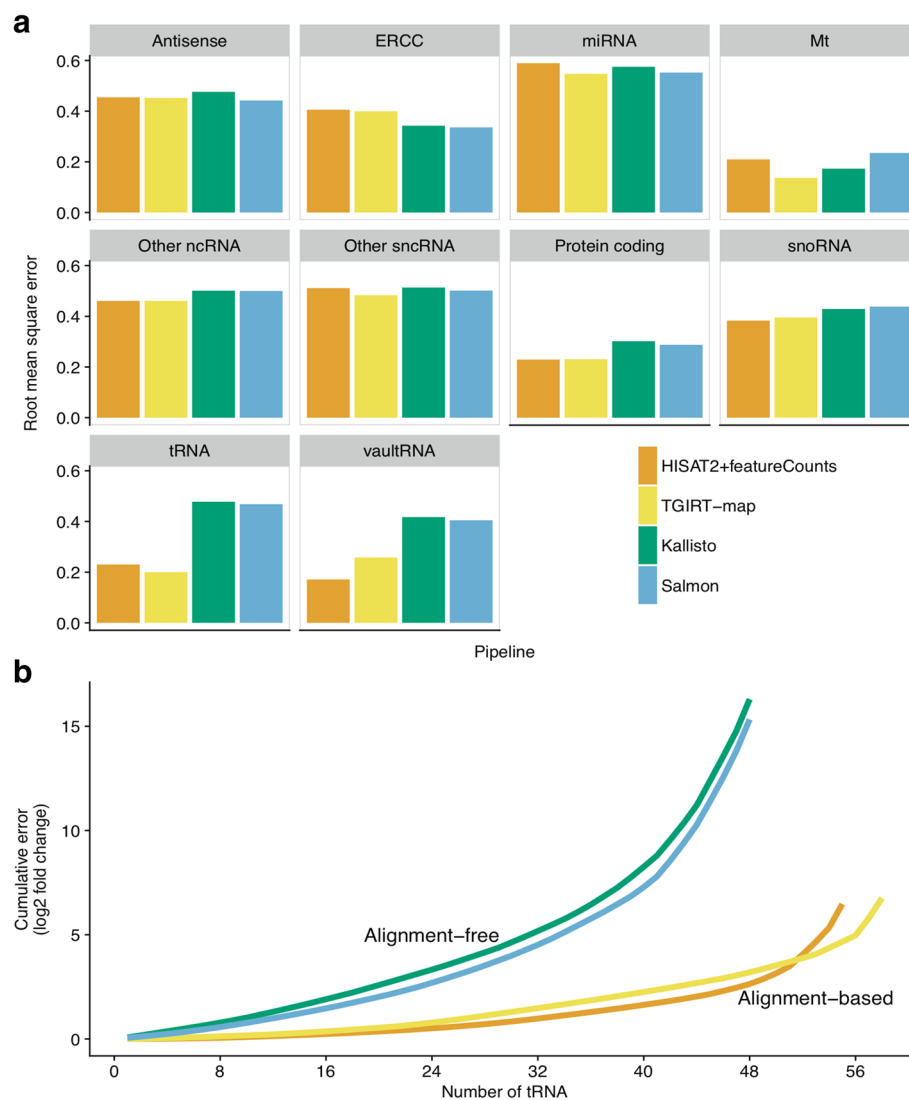 a
Antisense
ERCC
miRNA
Mt
0.6
0.4
0.2
0.0
Other ncRNA
Other sncRNA
Protein coding
snoRNA
0.6
0.4
0.2
0.0
tRNA
vaultRNA
0.6
0.4
0.2
0.0
Root mean square error
HISAT2+featureCounts
TGIRT−map
Kallisto
Salmon
Pipeline
b
15
10
5
0
Cumulative error
(log2 fold change)
Alignment−free
Alignment−based
0
8
16
24
32
40
48
56
Number of tRNA